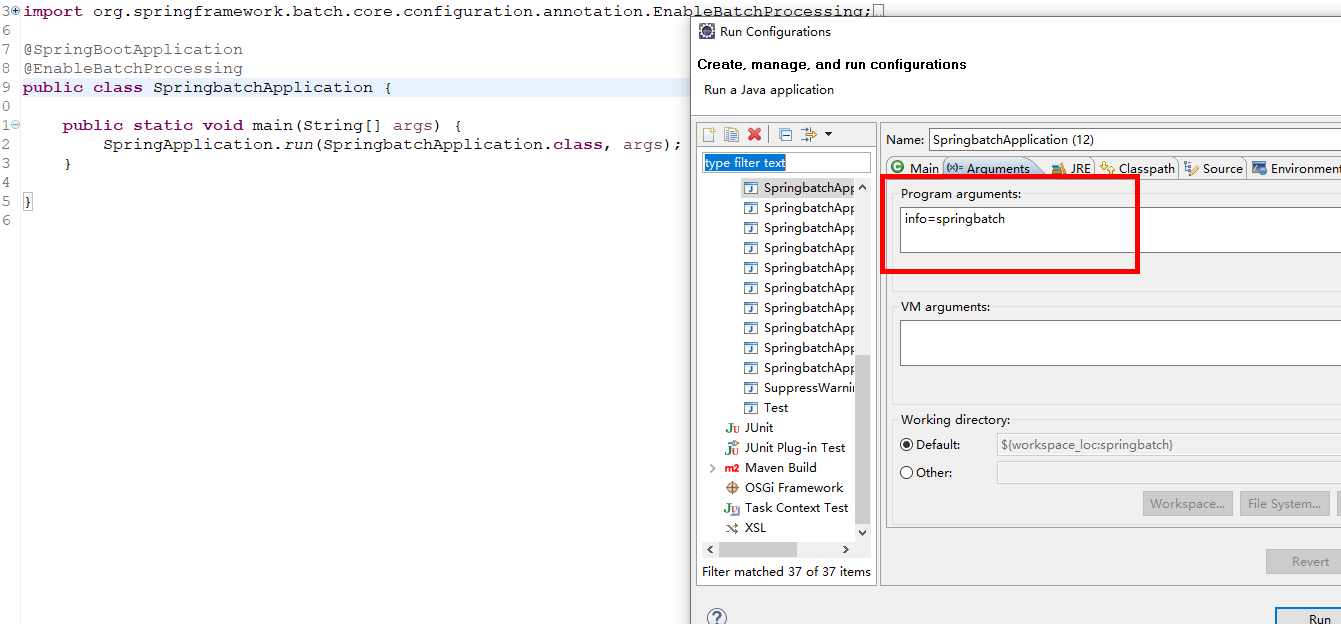 3 import org.springframework.batch.core.configuration.annotation.EnableBatchProcessing;
6
7 @SpringBootApplication
8 @EnableBatchProcessing
9 public class SpringbatchApplication {
0
1 public static void main(String[] args) {
2 SpringApplication.run(SpringbatchApplication.class, args);
3 }
4
5 }
6
Run Configurations
Create, manage, and run configurations
Run a Java application
type filter text
SpringbatchApp
SpringbatchApp
SpringbatchApp
SpringbatchApp
SpringbatchApp
SpringbatchApp
SpringbatchApp
SpringbatchApp
SpringbatchApp
SpringbatchApp
SuppressWarnin
Test
JUnit
JUnit Plug-in Test
Maven Build
OSGi Framework
Task Context Test
XSL
Filter matched 37 of 37 items
Name: SpringbatchApplication (12)
Main (x)= Arguments JRE Classpath Source Environment
Program arguments:
info=springbatch
VM arguments:
Working directory:
Default: ${workspace_loc:springbatch}
Other:
Workspace... File System...
Revert
Run